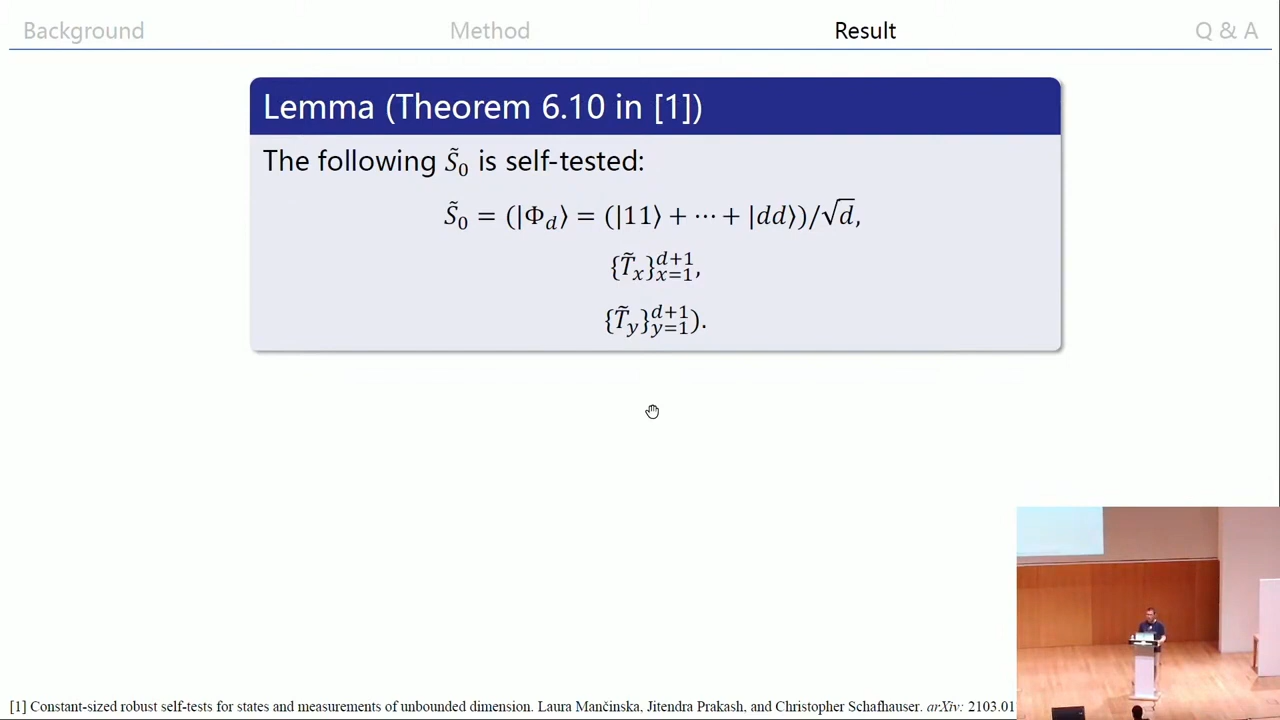 Background Method Result Q & A
Lemma (Theorem 6.10 in [1])
The following S̃₀ is self-tested:
S̃₀ = (|Φ_d⟩ = (|11⟩ + ⋯ + |dd⟩)/√d,
{T̃_x}_{x=1}^{d+1},
{T̃_y}_{y=1}^{d+1}).
[1] Constant-sized robust self-tests for states and measurements of unbounded dimension. Laura Mančinska, Jitendra Prakash, and Christopher Schafhauser. arXiv: 2103.01